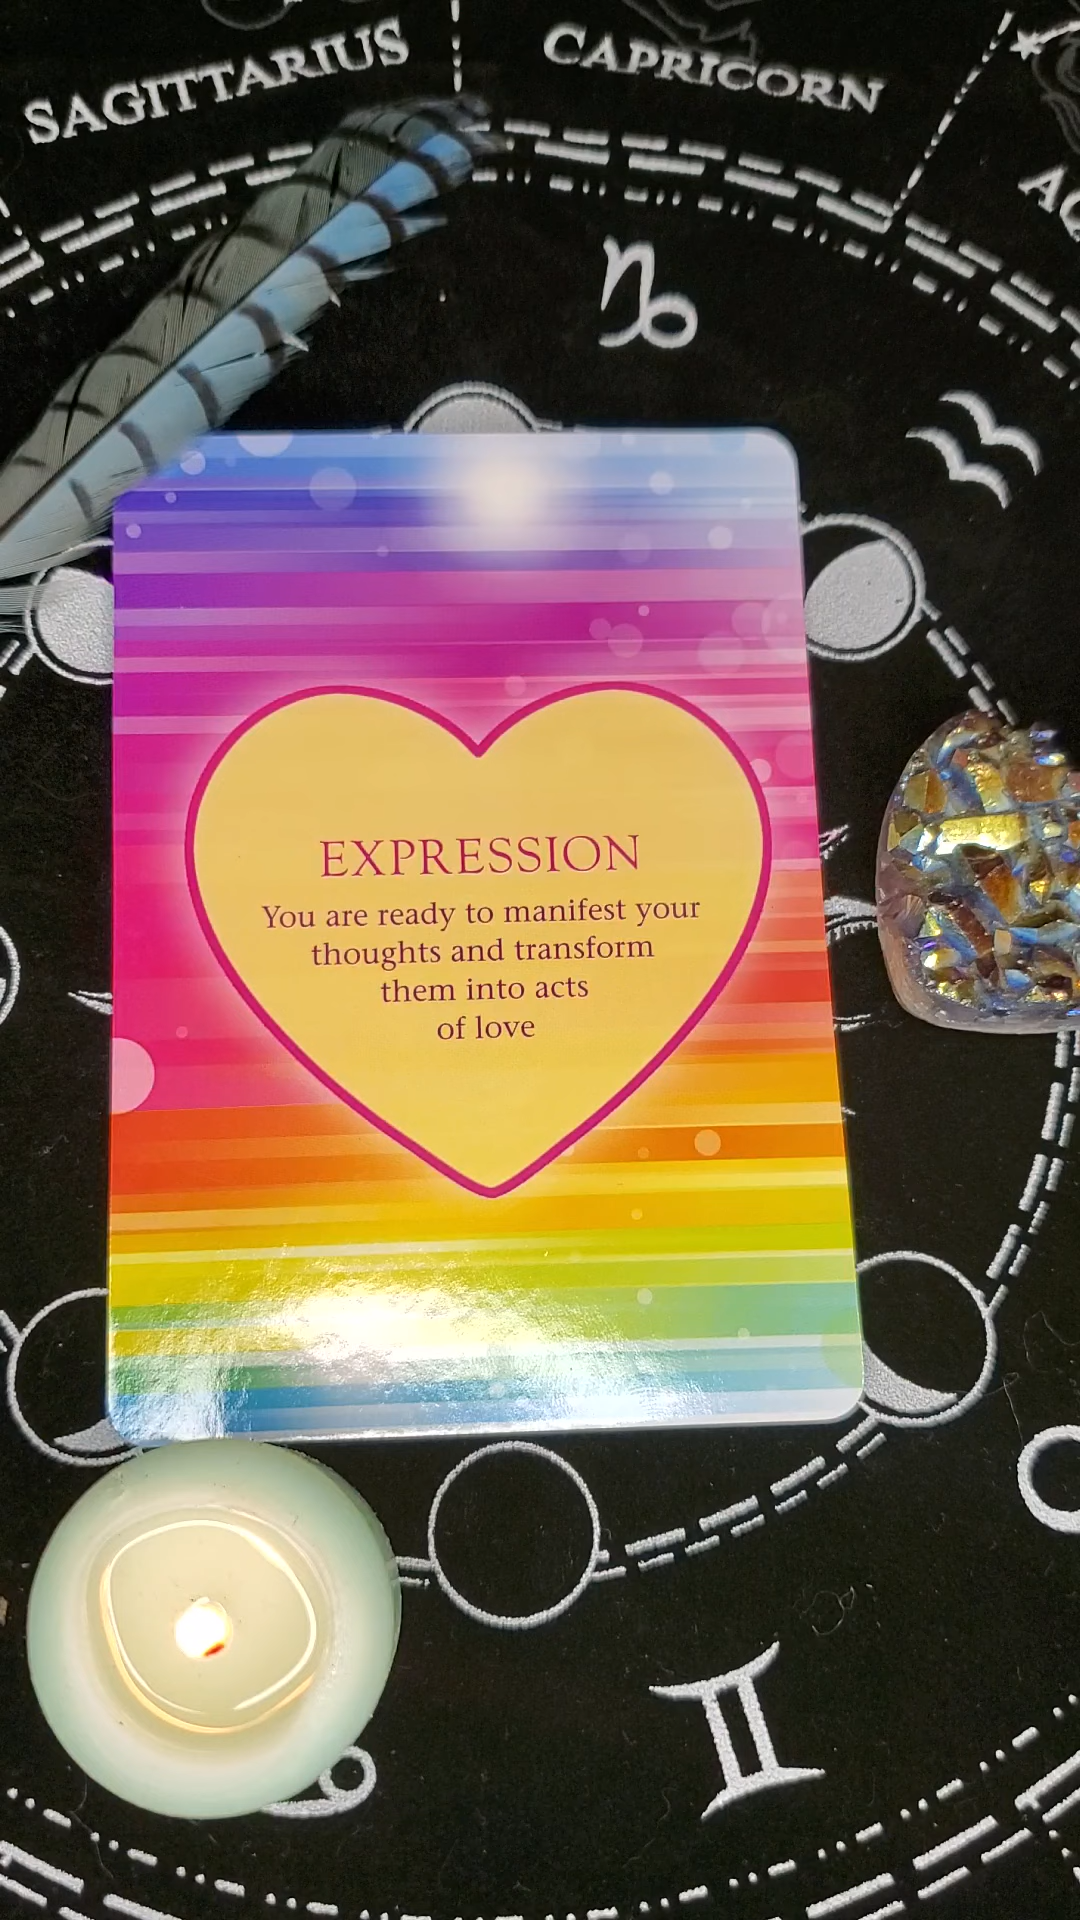 SAGITTARIUS
CAPRICORN
EXPRESSION
You are ready to manifest your
thoughts and transform
them into acts
of love